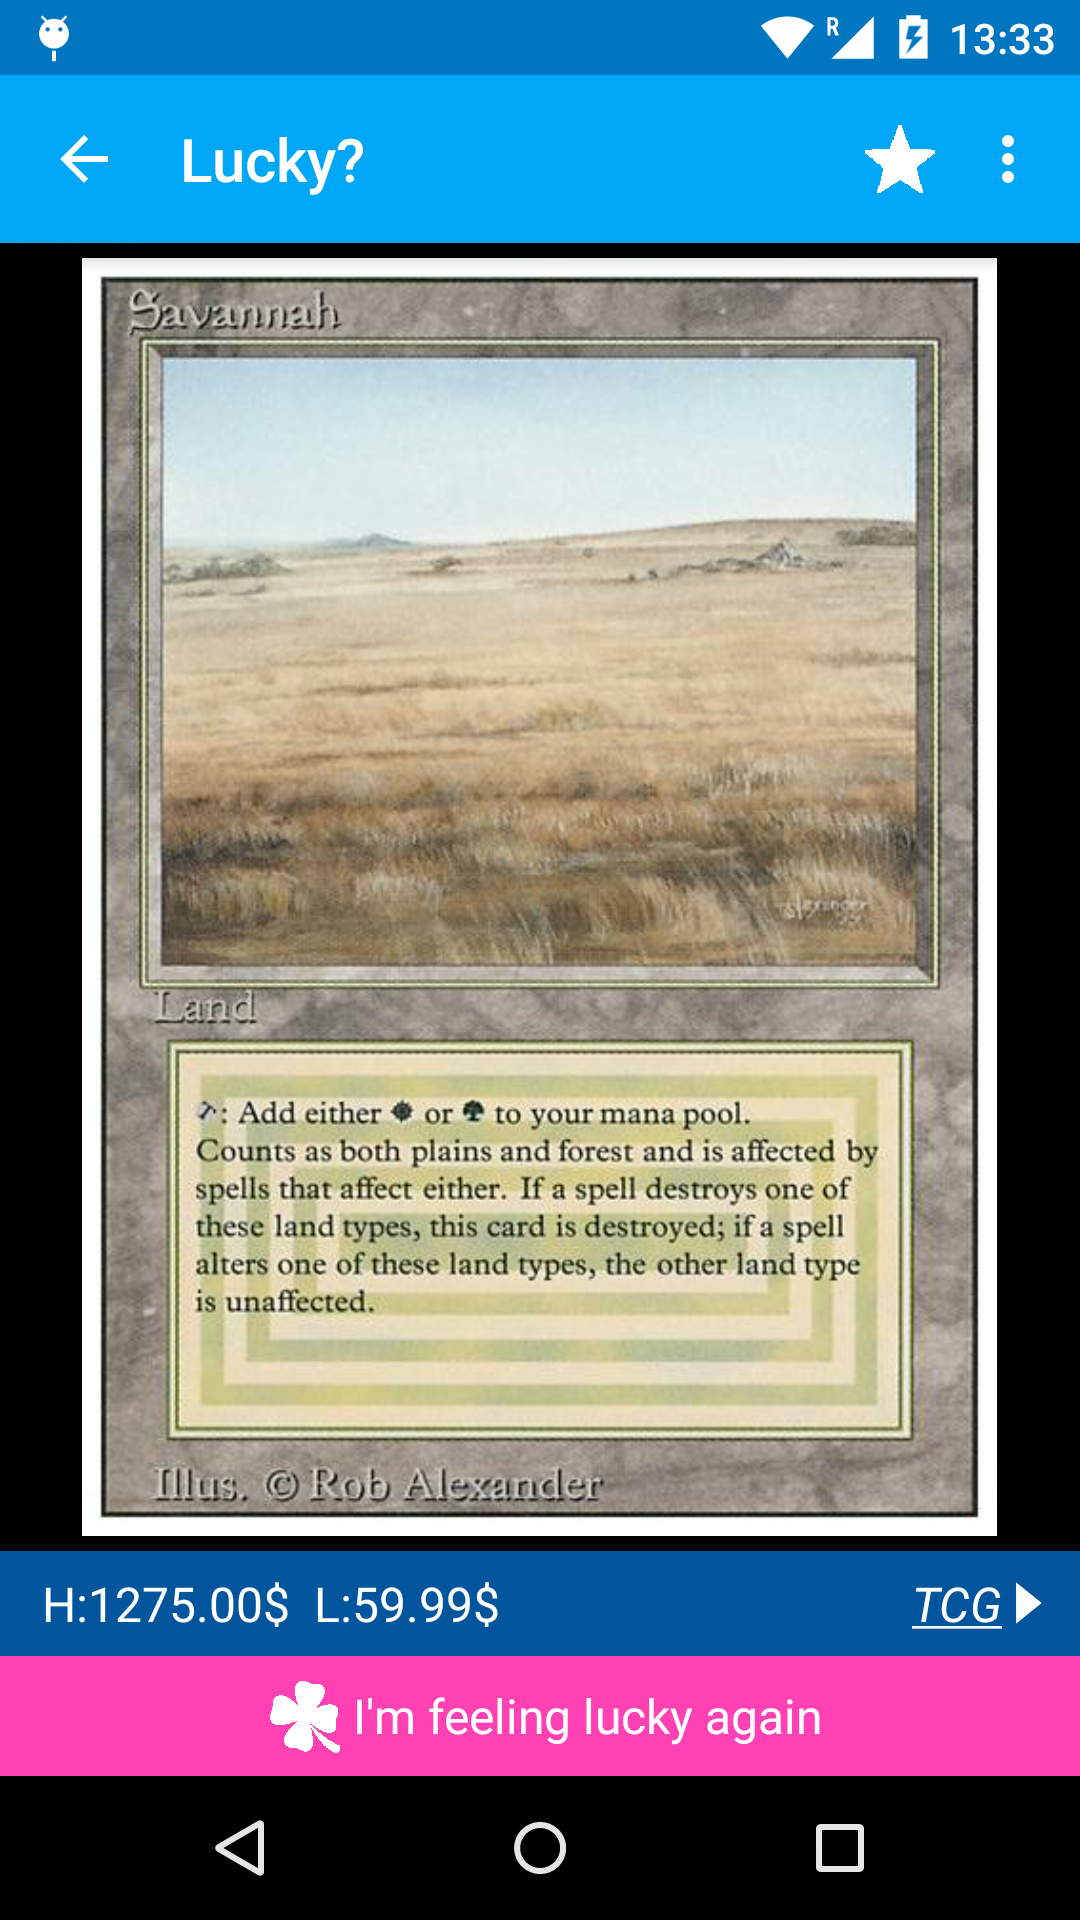 R 13:33
Lucky?
Savannah
Land
: Add either or to your mana pool.
Counts as both plains and forest and is affected by
spells that affect either. If a spell destroys one of
these land types, this card is destroyed; if a spell
alters one of these land types, the other land type
is unaffected.
Illus. © Rob Alexander
H:1275.00$ L:59.99$ TCG
I'm feeling lucky again